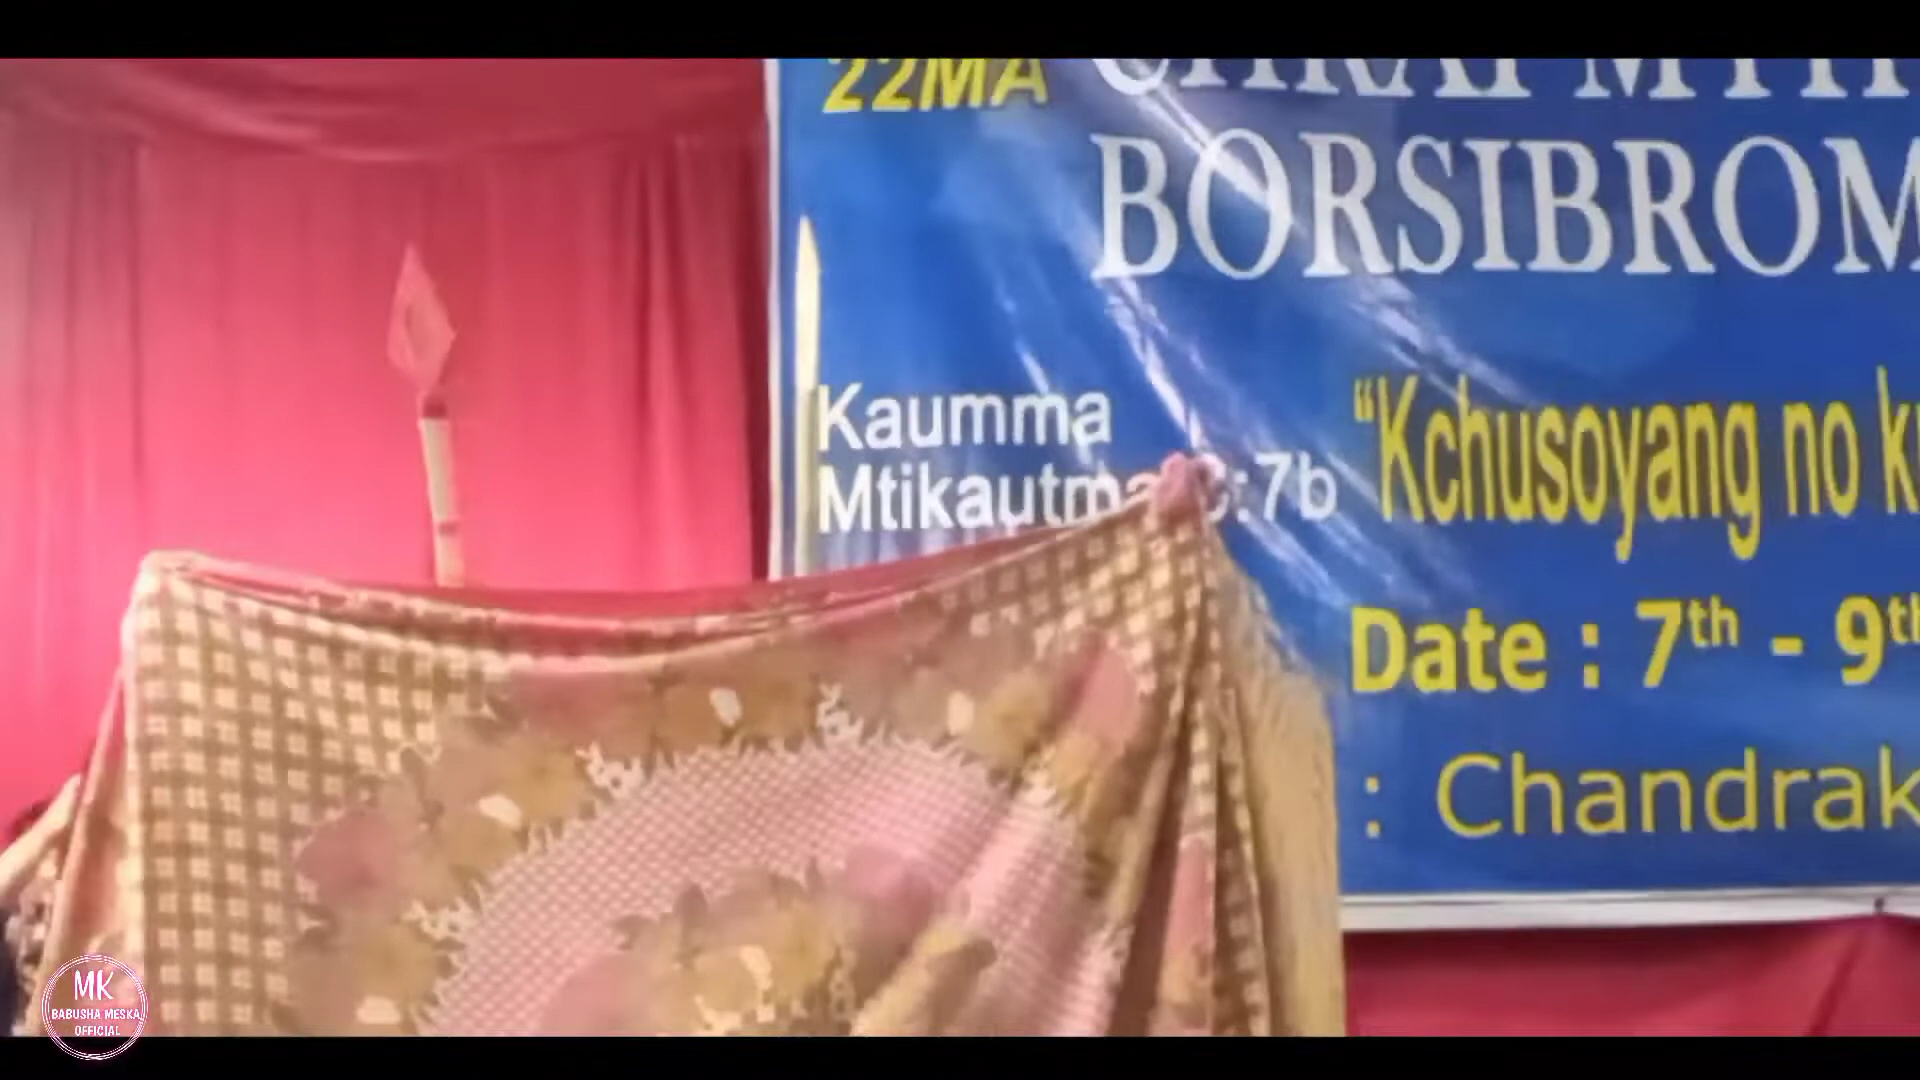 22MA
BORSIBROM
Kaumma
Mtikautma :7b
“Kchusoyang no k
Date : 7th - 9th
: Chandrak
MK
BABUSHA MESKA
OFFICIAL